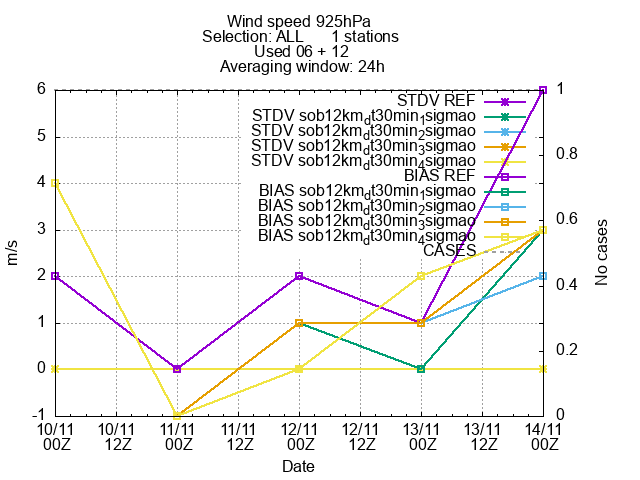 Wind speed 925hPa
Selection: ALL 1 stations
Used 06 + 12
Averaging window: 24h
6 1
STDV REF
STDV sob12km_dt30min_1sigmao
5 STDV sob12km_dt30min_2sigmao
STDV sob12km_dt30min_3sigmao
0.8
STDV sob12km_dt30min_4sigmao
BIAS REF
4
BIAS sob12km_dt30min_1sigmao
BIAS sob12km_dt30min_2sigmao
BIAS sob12km_dt30min_3sigmao
0.6
3
BIAS sob12km_dt30min_4sigmao
CASES
m/s
No cases
2 0.4
1
0.2
0
-1 0
10/11 10/11 11/11 11/11 12/11 12/11 13/11 13/11 14/11
00Z 12Z 00Z 12Z 00Z 12Z 00Z 12Z 00Z
Date